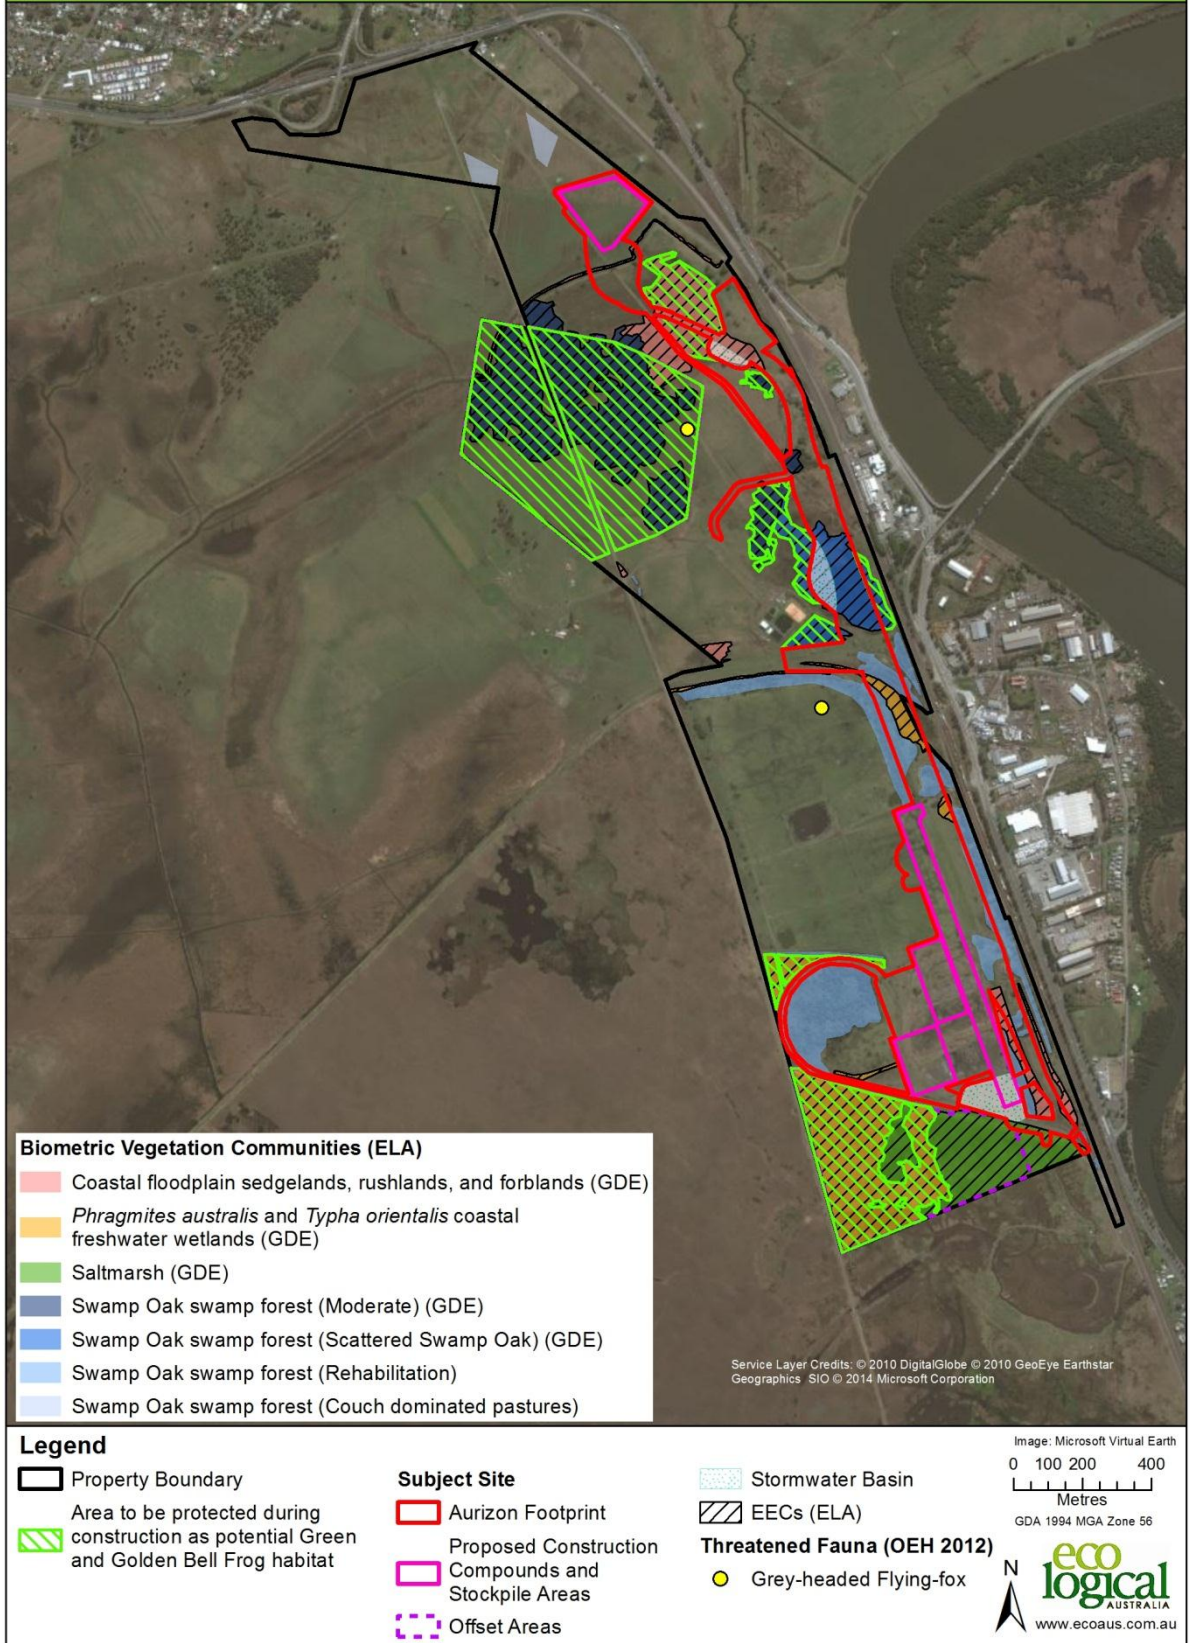 Service Layer Credits: © 2010 DigitalGlobe © 2010 GeoEye Earthstar
Geographics SIO © 2014 Microsoft Corporation
Biometric Vegetation Communities (ELA)
Coastal floodplain sedgelands, rushlands, and forblands (GDE)
Phragmites australis and Typha orientalis coastal
freshwater wetlands (GDE)
Saltmarsh (GDE)
Swamp Oak swamp forest (Moderate) (GDE)
Swamp Oak swamp forest (Scattered Swamp Oak) (GDE)
Swamp Oak swamp forest (Rehabilitation)
Swamp Oak swamp forest (Couch dominated pastures)
Legend
Property Boundary
Area to be protected during
construction as potential Green
and Golden Bell Frog habitat
Subject Site
Aurizon Footprint
Proposed Construction
Compounds and
Stockpile Areas
Offset Areas
Stormwater Basin
EECs (ELA)
Threatened Fauna (OEH 2012)
Grey-headed Flying-fox
Image: Microsoft Virtual Earth
0 100 200 400
Metres
GDA 1994 MGA Zone 56
N
eco
logical
AUSTRALIA
www.ecoaus.com.au